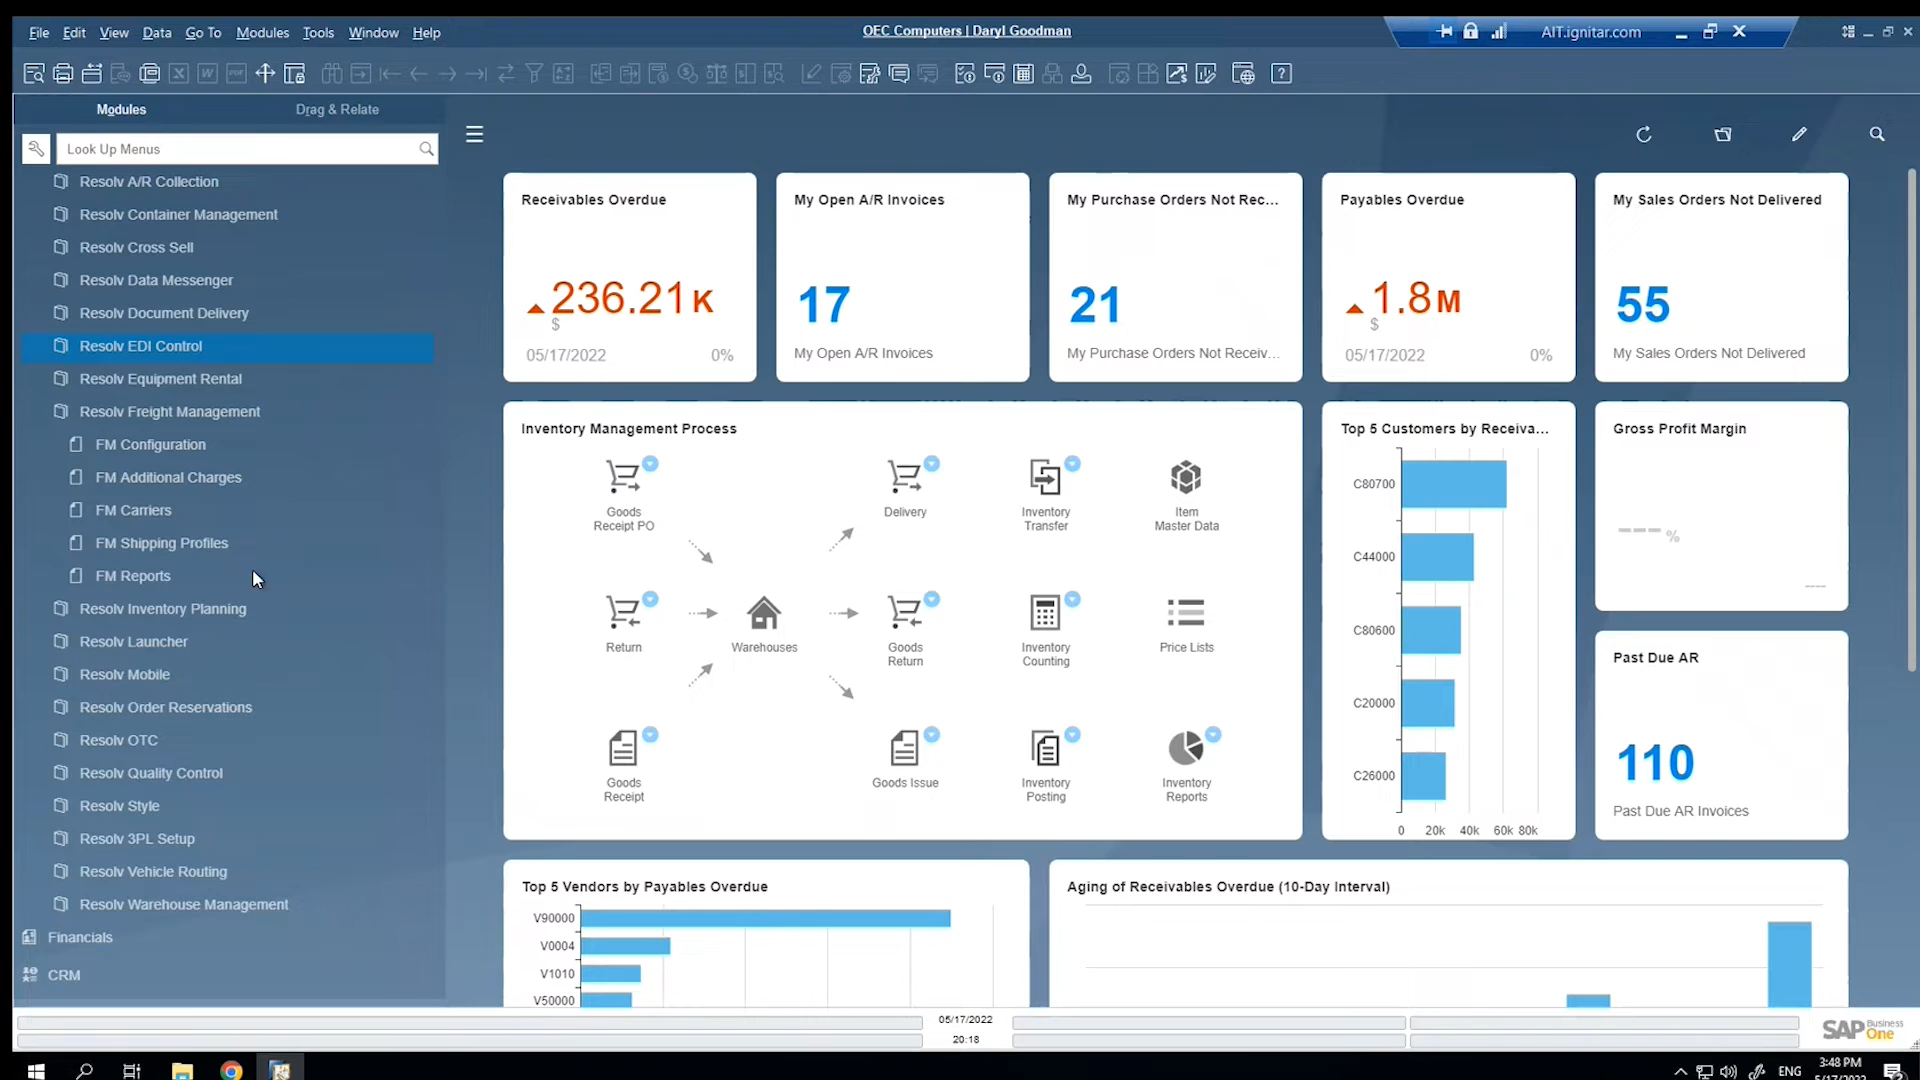 File Edit View Data Go To Modules Tools Window Help
OEC Computers | Daryl Goodman
AIT.ignitar.com
Modules
Drag & Relate
Look Up Menus
Resolv A/R Collection
Resolv Container Management
Resolv Cross Sell
Resolv Data Messenger
Resolv Document Delivery
Resolv EDI Control
Resolv Equipment Rental
Resolv Freight Management
FM Configuration
FM Additional Charges
FM Carriers
FM Shipping Profiles
FM Reports
Resolv Inventory Planning
Resolv Launcher
Resolv Mobile
Resolv Order Reservations
Resolv OTC
Resolv Quality Control
Resolv Style
Resolv 3PL Setup
Resolv Vehicle Routing
Resolv Warehouse Management
Financials
CRM
Receivables Overdue
236.21 K
$
05/17/2022 0%
My Open A/R Invoices
17
My Open A/R Invoices
My Purchase Orders Not Rec...
21
My Purchase Orders Not Receiv...
Payables Overdue
1.8 M
$
05/17/2022 0%
My Sales Orders Not Delivered
55
My Sales Orders Not Delivered
Inventory Management Process
Goods
Receipt PO
Delivery
Inventory
Transfer
Item
Master Data
Return
Warehouses
Goods
Return
Inventory
Counting
Price Lists
Goods
Receipt
Goods Issue
Inventory
Posting
Inventory
Reports
Top 5 Customers by Receiva...
C80700
C44000
C80600
C20000
C26000
0 20k 40k 60k 80k
Gross Profit Margin
--- %
---
Past Due AR
110
Past Due AR Invoices
Top 5 Vendors by Payables Overdue
V90000
V0004
V1010
V50000
Aging of Receivables Overdue (10-Day Interval)
05/17/2022
20:18
SAP Business One
ENG
3:48 PM
5/17/2022